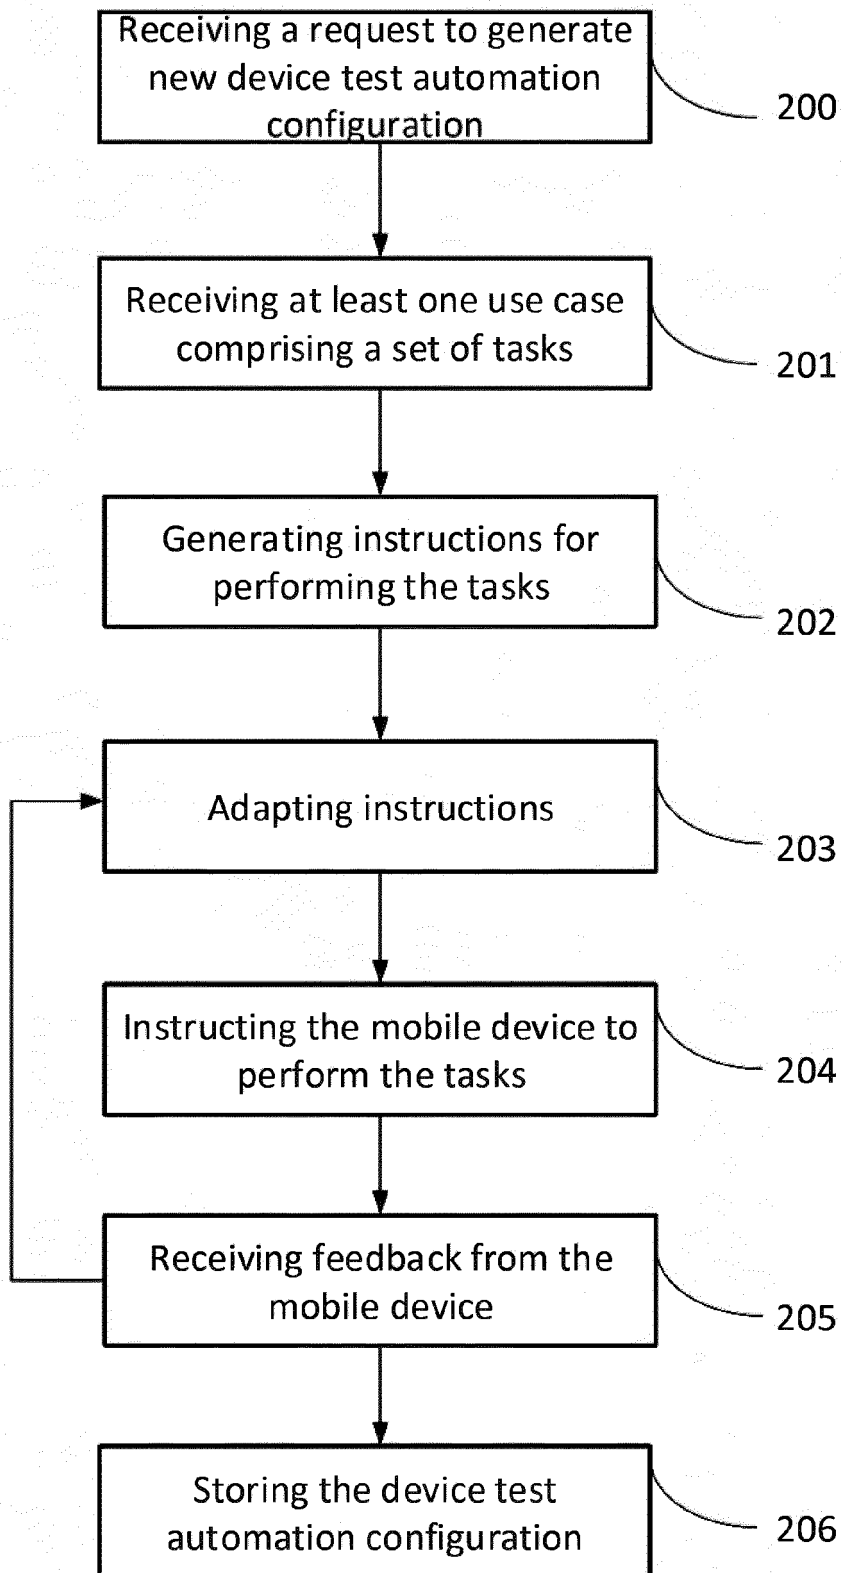 Receiving a request to generate
new device test automation
configuration
200
Receiving at least one use case
comprising a set of tasks
201
Generating instructions for
performing the tasks
202
Adapting instructions
203
Instructing the mobile device to
perform the tasks
204
Receiving feedback from the
mobile device
205
Storing the device test
automation configuration
206